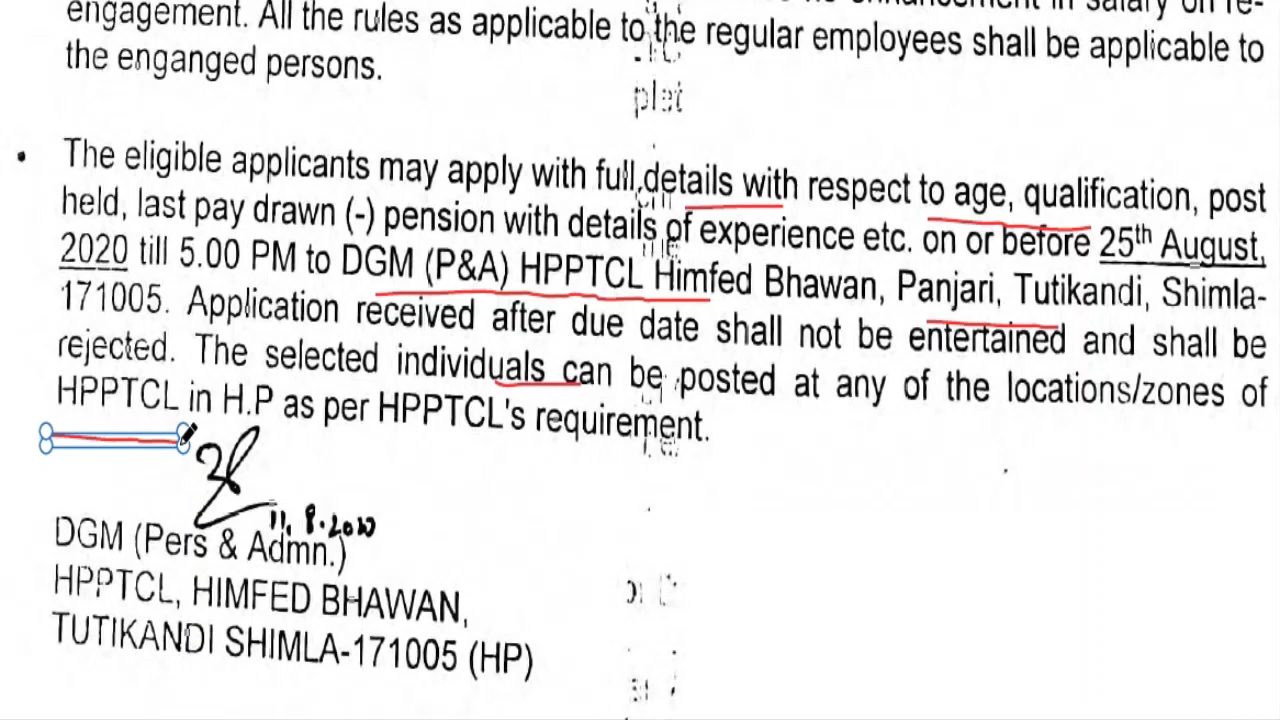 engagement. All the rules as applicable to the regular employees shall be applicable to
the enganged persons.
plat
• The eligible applicants may apply with full details with respect to age, qualification, post
held, last pay drawn (-) pension with details of experience etc. on or before 25th August,
2020 till 5.00 PM to DGM (P&A) HPPTCL Himfed Bhawan, Panjari, Tutikandi, Shimla-
171005. Application received after due date shall not be entertained and shall be
rejected. The selected individuals can be posted at any of the locations/zones of
HPPTCL in H.P as per HPPTCL's requirement.
11.8.2020
DGM (Pers & Admn.)
HPPTCL, HIMFED BHAWAN,
TUTIKANDI SHIMLA-171005 (HP)